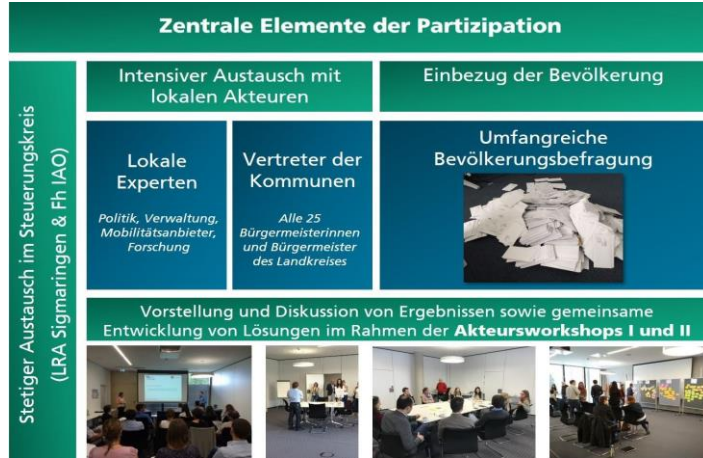 Zentrale Elemente der Partizipation
Stetiger Austausch im Steuerungskreis
(LRA Sigmaringen & Fh IAO)
Intensiver Austausch mit
lokalen Akteuren
Einbezug der Bevölkerung
Lokale
Experten
Politik, Verwaltung,
Mobilitätsanbieter,
Forschung
Vertreter der
Kommunen
Alle 25
Bürgermeisterinnen
und Bürgermeister
des Landkreises
Umfangreiche
Bevölkerungsbefragung
Vorstellung und Diskussion von Ergebnissen sowie gemeinsame
Entwicklung von Lösungen im Rahmen der Akteursworkshops I und II